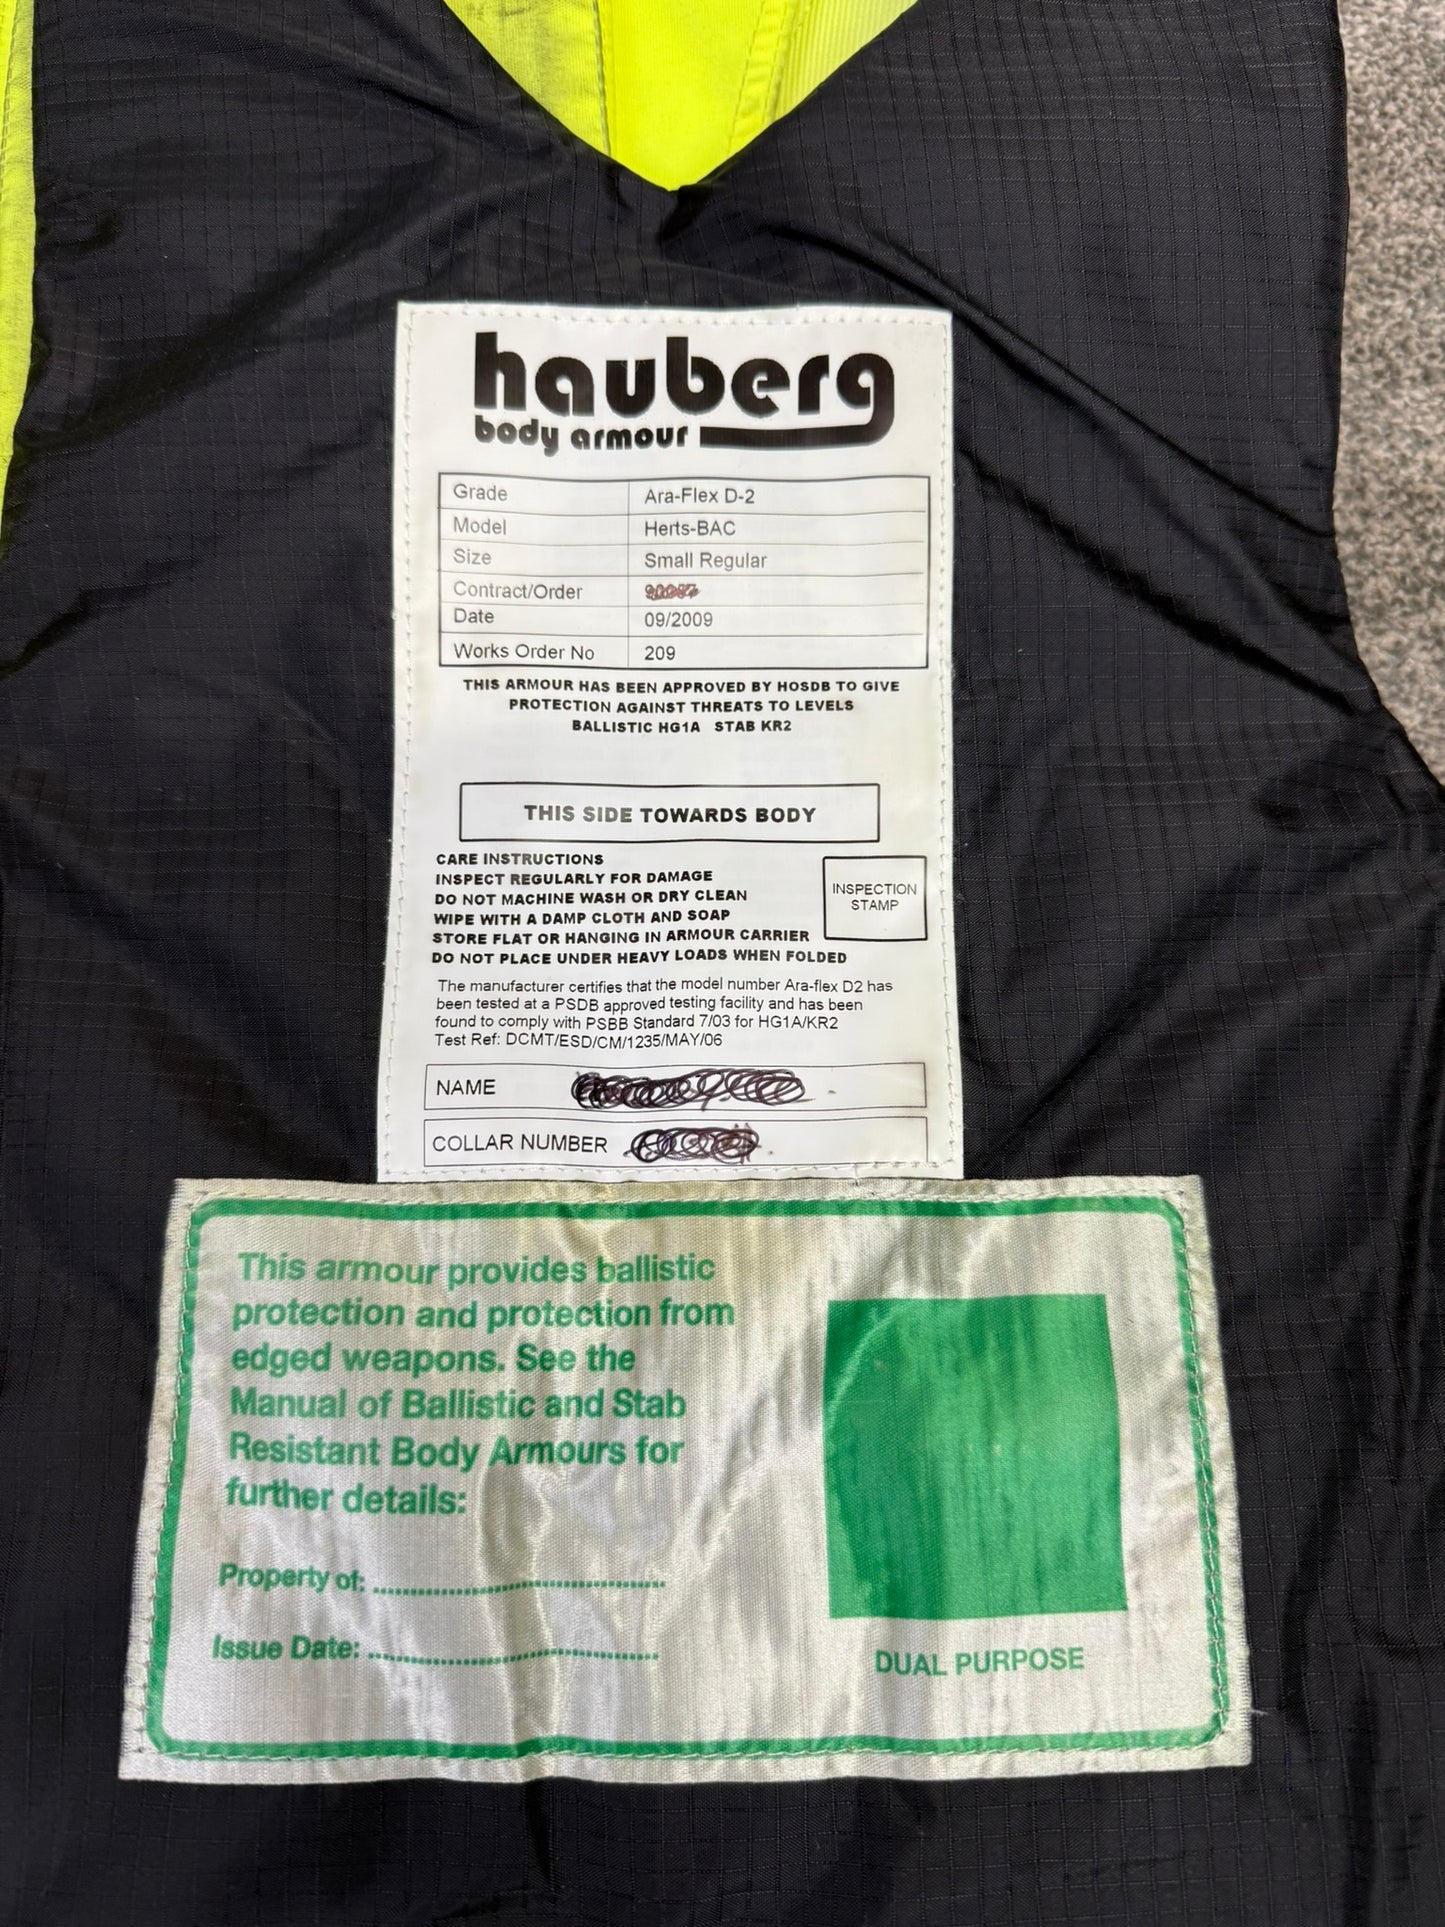 hauberg
body armour
Grade Ara-Flex D-2
Model Herts-BAC
Size Small Regular
Contract/Order
Date 09/2009
Works Order No 209
THIS ARMOUR HAS BEEN APPROVED BY HOSDB TO GIVE
PROTECTION AGAINST THREATS TO LEVELS
BALLISTIC HG1A STAB KR2
THIS SIDE TOWARDS BODY
CARE INSTRUCTIONS
INSPECT REGULARLY FOR DAMAGE
DO NOT MACHINE WASH OR DRY CLEAN
WIPE WITH A DAMP CLOTH AND SOAP
STORE FLAT OR HANGING IN ARMOUR CARRIER
DO NOT PLACE UNDER HEAVY LOADS WHEN FOLDED
INSPECTION
STAMP
The manufacturer certifies that the model number Ara-flex D2 has
been tested at a PSDB approved testing facility and has been
found to comply with PSBB Standard 7/03 for HG1A/KR2
Test Ref: DCMT/ESD/CM/1235/MAY/06
NAME
COLLAR NUMBER
This armour provides ballistic
protection and protection from
edged weapons. See the
Manual of Ballistic and Stab
Resistant Body Armours for
further details:
Property of:
Issue Date:
DUAL PURPOSE